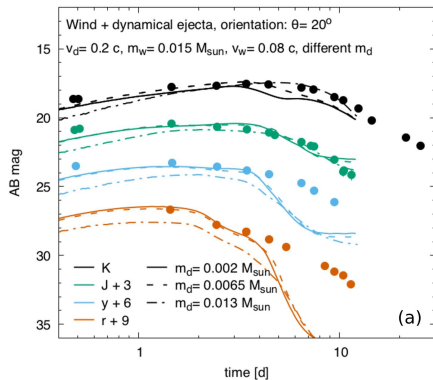 Wind + dynamical ejecta, orientation: θ= 20°
v_d= 0.2 c, m_w= 0.015 M_sun, v_w= 0.08 c, different m_d
15
20
25
30
35
AB mag
K
J + 3
y + 6
r + 9
m_d= 0.002 M_sun
m_d= 0.0065 M_sun
m_d= 0.013 M_sun
(a)
1
10
time [d]